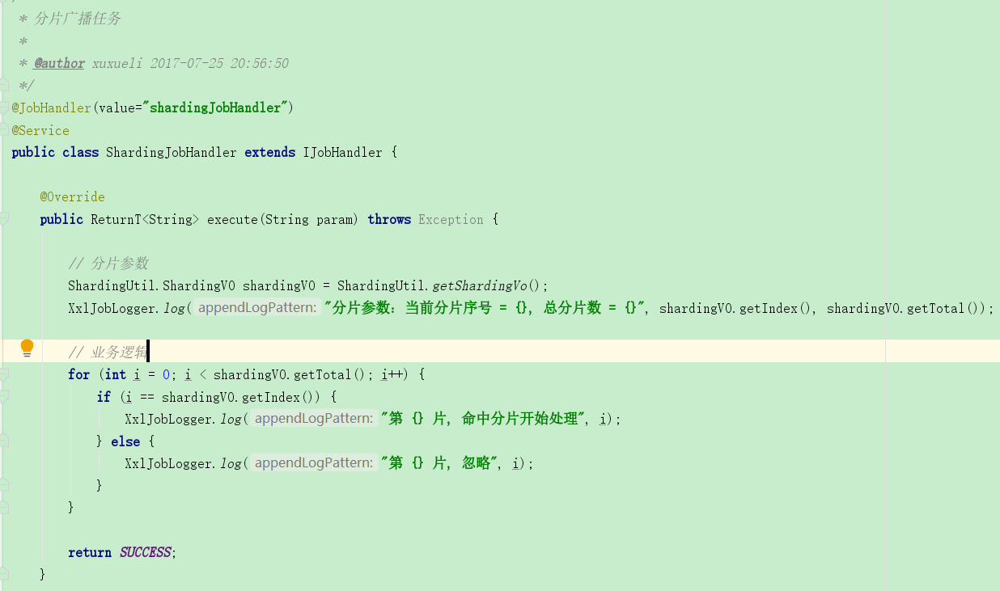 * 分片广播任务
*
* @author xuxueli 2017-07-25 20:56:50
*/
@JobHandler(value="shardingJobHandler")
@Service
public class ShardingJobHandler extends IJobHandler {
@Override
public ReturnT<String> execute(String param) throws Exception {
// 分片参数
ShardingUtil.ShardingVO shardingVO = ShardingUtil.getShardingVo();
XxlJobLogger.log( appendLogPattern: "分片参数：当前分片序号 = {}, 总分片数 = {}", shardingVO.getIndex(), shardingVO.getTotal());
// 业务逻辑
for (int i = 0; i < shardingVO.getTotal(); i++) {
if (i == shardingVO.getIndex()) {
XxlJobLogger.log( appendLogPattern: "第 {} 片, 命中分片开始处理", i);
} else {
XxlJobLogger.log( appendLogPattern: "第 {} 片, 忽略", i);
}
}
return SUCCESS;
}